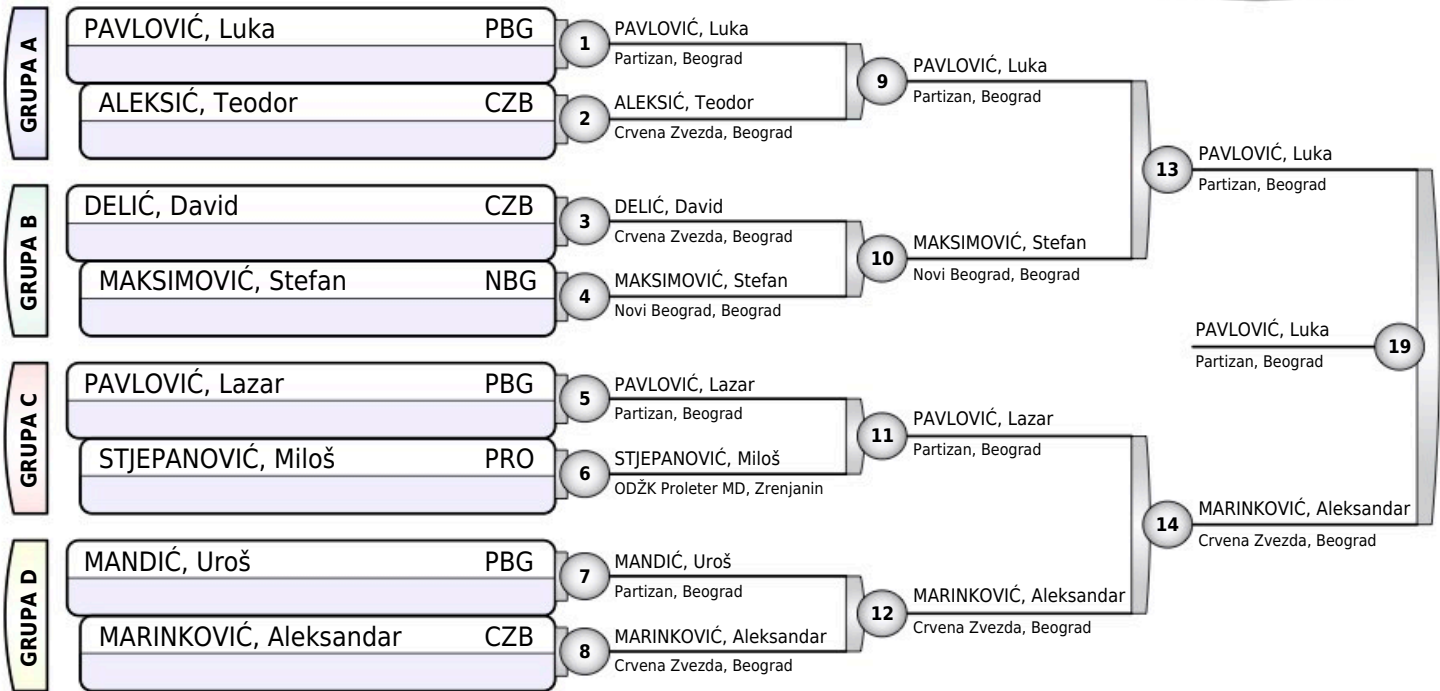 GRUPA A
PAVLOVIĆ, Luka PBG
ALEKSIĆ, Teodor CZB
1
PAVLOVIĆ, Luka
Partizan, Beograd
2
ALEKSIĆ, Teodor
Crvena Zvezda, Beograd
9
PAVLOVIĆ, Luka
Partizan, Beograd
GRUPA B
DELIĆ, David CZB
MAKSIMOVIĆ, Stefan NBG
3
DELIĆ, David
Crvena Zvezda, Beograd
4
MAKSIMOVIĆ, Stefan
Novi Beograd, Beograd
10
MAKSIMOVIĆ, Stefan
Novi Beograd, Beograd
13
PAVLOVIĆ, Luka
Partizan, Beograd
GRUPA C
PAVLOVIĆ, Lazar PBG
STJEPANOVIĆ, Miloš PRO
5
PAVLOVIĆ, Lazar
Partizan, Beograd
6
STJEPANOVIĆ, Miloš
ODŽK Proleter MD, Zrenjanin
11
PAVLOVIĆ, Lazar
Partizan, Beograd
GRUPA D
MANDIĆ, Uroš PBG
MARINKOVIĆ, Aleksandar CZB
7
MANDIĆ, Uroš
Partizan, Beograd
8
MARINKOVIĆ, Aleksandar
Crvena Zvezda, Beograd
12
MARINKOVIĆ, Aleksandar
Crvena Zvezda, Beograd
14
MARINKOVIĆ, Aleksandar
Crvena Zvezda, Beograd
PAVLOVIĆ, Luka
Partizan, Beograd
19